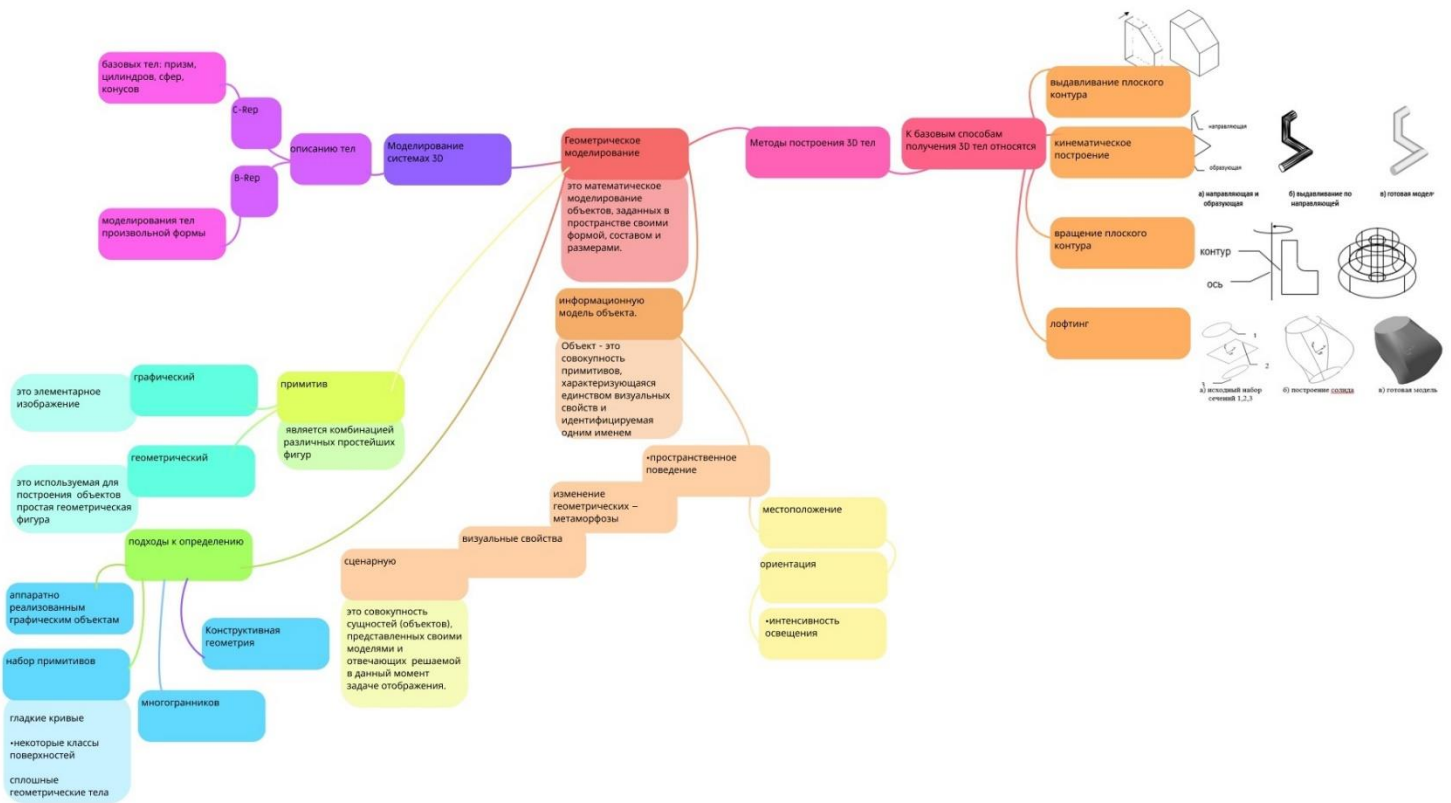 базовых тел: призм,
цилиндров, сфер,
конусов
C-Rep
описанию тел
Моделирование
системах 3D
B-Rep
моделирования тел
произвольной формы
Геометрическое
моделирование
это математическое
моделирование
объектов, заданных в
пространстве своими
формой, составом и
размерами.
информационную
модель объекта.
Объект - это
совокупность
примитивов,
характеризующаяся
единством визуальных
свойств и
идентифицируемая
одним именем
Методы построения 3D тел
К базовым способам
получения 3D тел относятся
выдавливание плоского
контура
кинематическое
построение
направляющая
образующая
а) направляющая и
образующая
б) выдавливание по
направляющей
в) готовая модел
вращение плоского
контура
контур
ось
лофтинг
1
2
3
а) исходный набор
сечений 1,2,3
б) построение солида
в) готовая модель
примитив
является комбинацией
различных простейших
фигур
графический
это элементарное
изображение
геометрический
это используемая для
построения объектов
простая геометрическая
фигура
подходы к определению
аппаратно
реализованным
графическим объектам
набор примитивов
гладкие кривые
•некоторые классы
поверхностей
сплошные
геометрические тела
многогранников
Конструктивная
геометрия
•пространственное
поведение
изменение
геометрических –
метаморфозы
визуальные свойства
сценарную
это совокупность
сущностей (объектов),
представленных своими
моделями и
отвечающих решаемой
в данный момент
задаче отображения.
местоположение
ориентация
•интенсивность
освещения